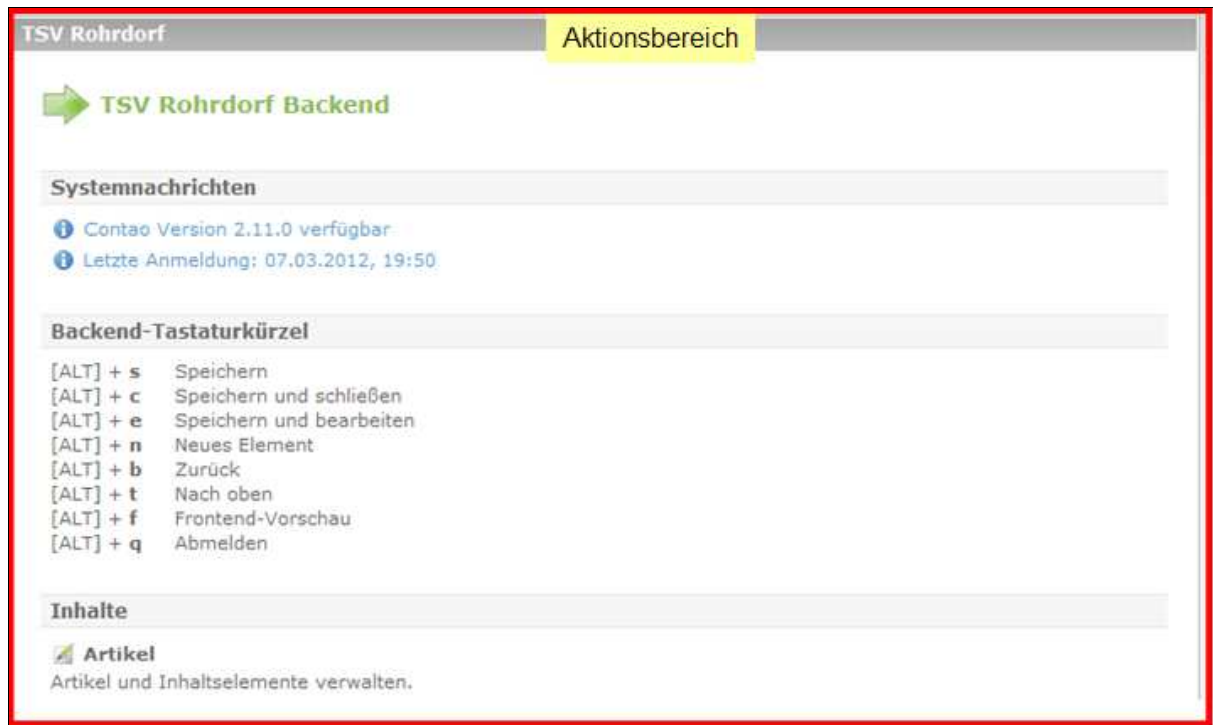 TSV Rohrdorf
Aktionsbereich
TSV Rohrdorf Backend
Systemnachrichten
Contao Version 2.11.0 verfügbar
Letzte Anmeldung: 07.03.2012, 19:50
Backend-Tastaturkürzel
[ALT] + s Speichern
[ALT] + c Speichern und schließen
[ALT] + e Speichern und bearbeiten
[ALT] + n Neues Element
[ALT] + b Zurück
[ALT] + t Nach oben
[ALT] + f Frontend-Vorschau
[ALT] + q Abmelden
Inhalte
Artikel
Artikel und Inhaltselemente verwalten.